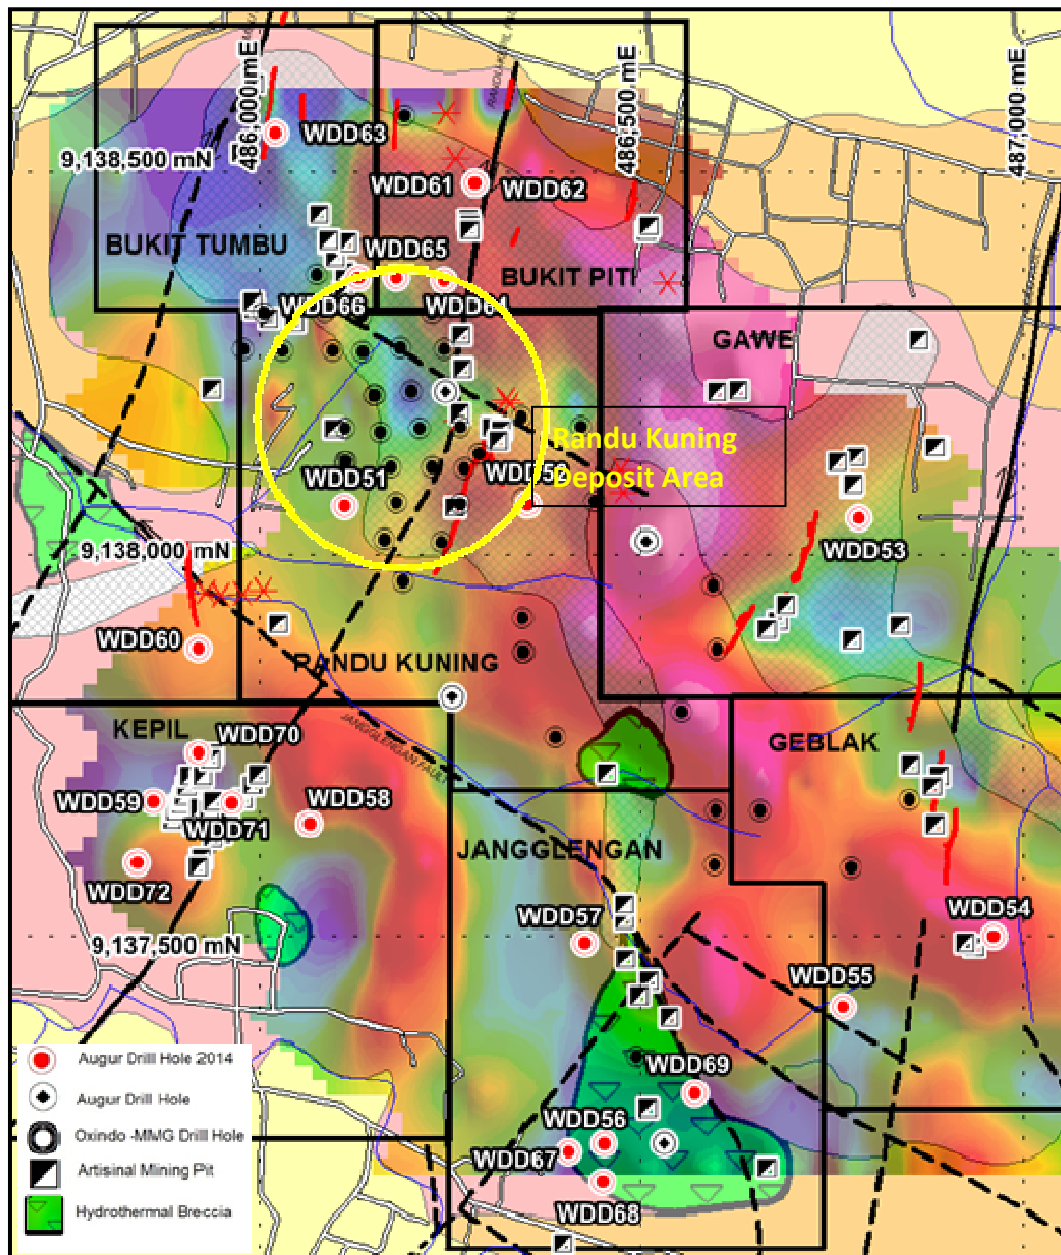 486,000 mE
486,500 mE
487,000 mE
WDD63
9,138,500 mN
WDD61
WDD62
BUKIT TUMBU
WDD65
BUKIT PITI
WDD66
WDD64
GAWE
Randu Kuning
Deposit Area
WDD51
WDD52
WDD53
9,138,000 mN
WDD60
RANDU KUNING
KEPIL
WDD70
JANGGLENGAN FAULT
GEBLAK
WDD59
WDD58
WDD71
JANGGLENGAN
WDD72
WDD57
WDD54
9,137,500 mN
WDD55
WDD69
WDD56
WDD67
WDD68
Augur Drill Hole 2014
Augur Drill Hole
Oxindo -MMG Drill Hole
Artisinal Mining Pit
Hydrothermal Breccia